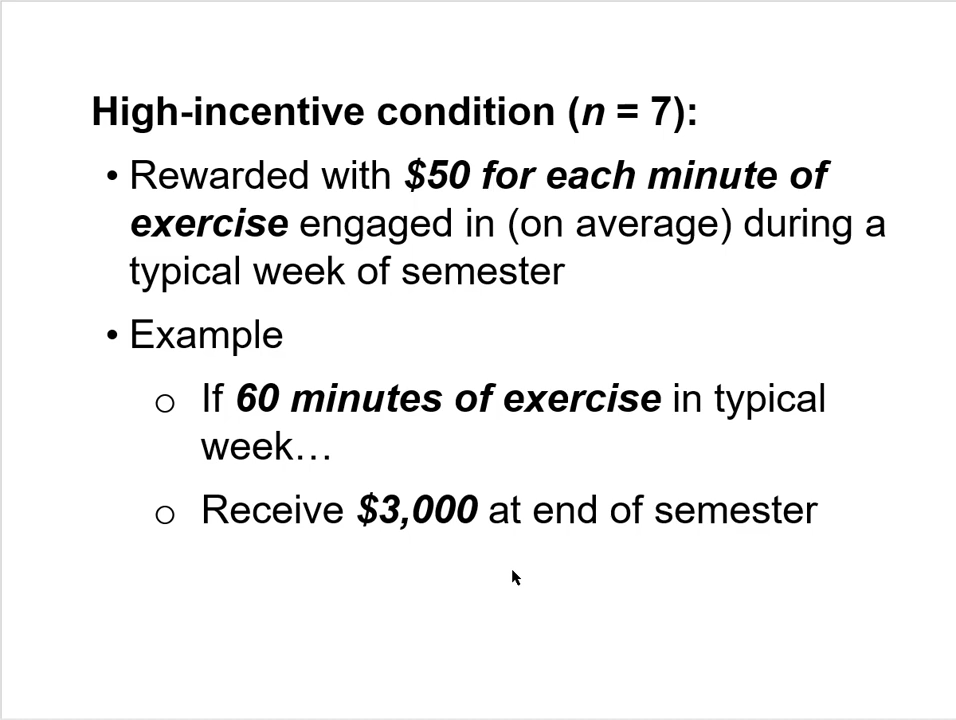 High-incentive condition (n = 7):
• Rewarded with $50 for each minute of
exercise engaged in (on average) during a
typical week of semester
• Example
o If 60 minutes of exercise in typical
week…
o Receive $3,000 at end of semester